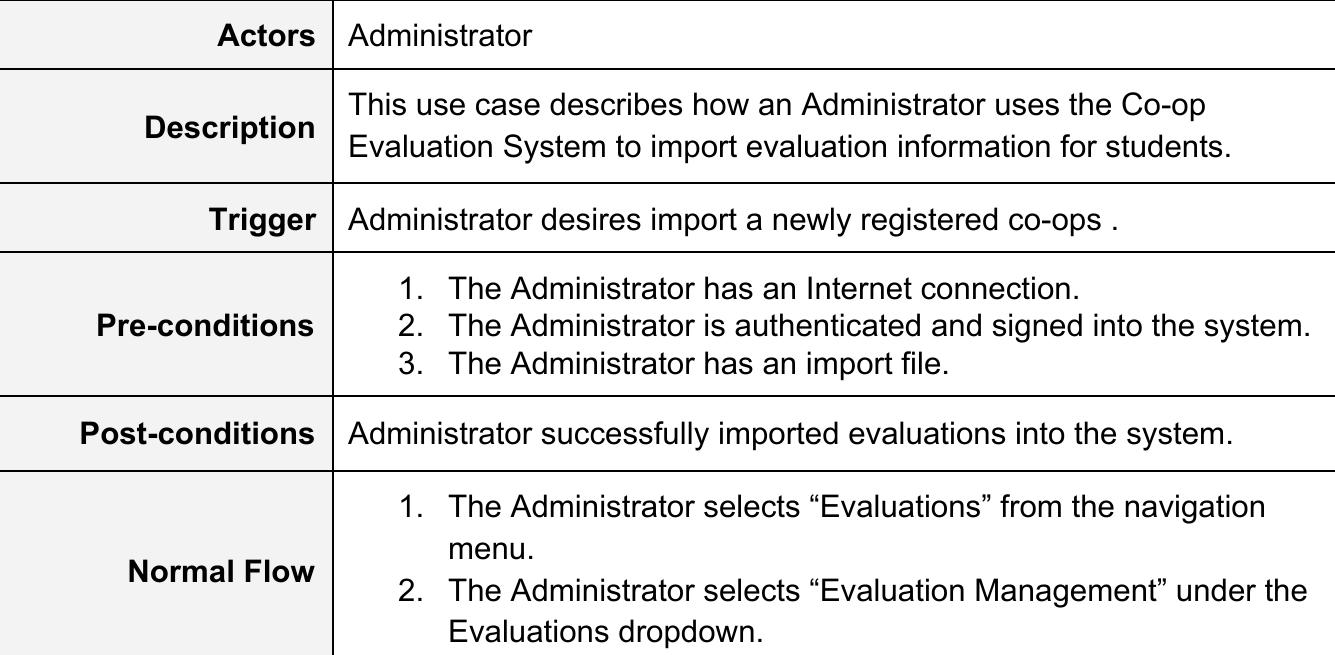 Actors Administrator
Description This use case describes how an Administrator uses the Co-op
Evaluation System to import evaluation information for students.
Trigger Administrator desires import a newly registered co-ops .
Pre-conditions
1. The Administrator has an Internet connection.
2. The Administrator is authenticated and signed into the system.
3. The Administrator has an import file.
Post-conditions Administrator successfully imported evaluations into the system.
Normal Flow
1. The Administrator selects “Evaluations” from the navigation
menu.
2. The Administrator selects “Evaluation Management” under the
Evaluations dropdown.